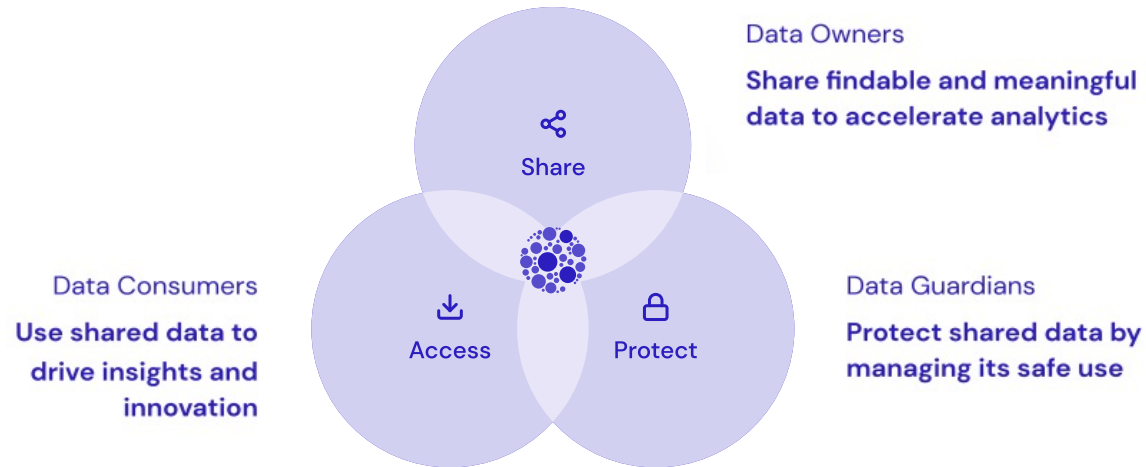 Data Owners
Share findable and meaningful
data to accelerate analytics
Share
Data Consumers
Use shared data to
drive insights and
innovation
Access
Protect
Data Guardians
Protect shared data by
managing its safe use